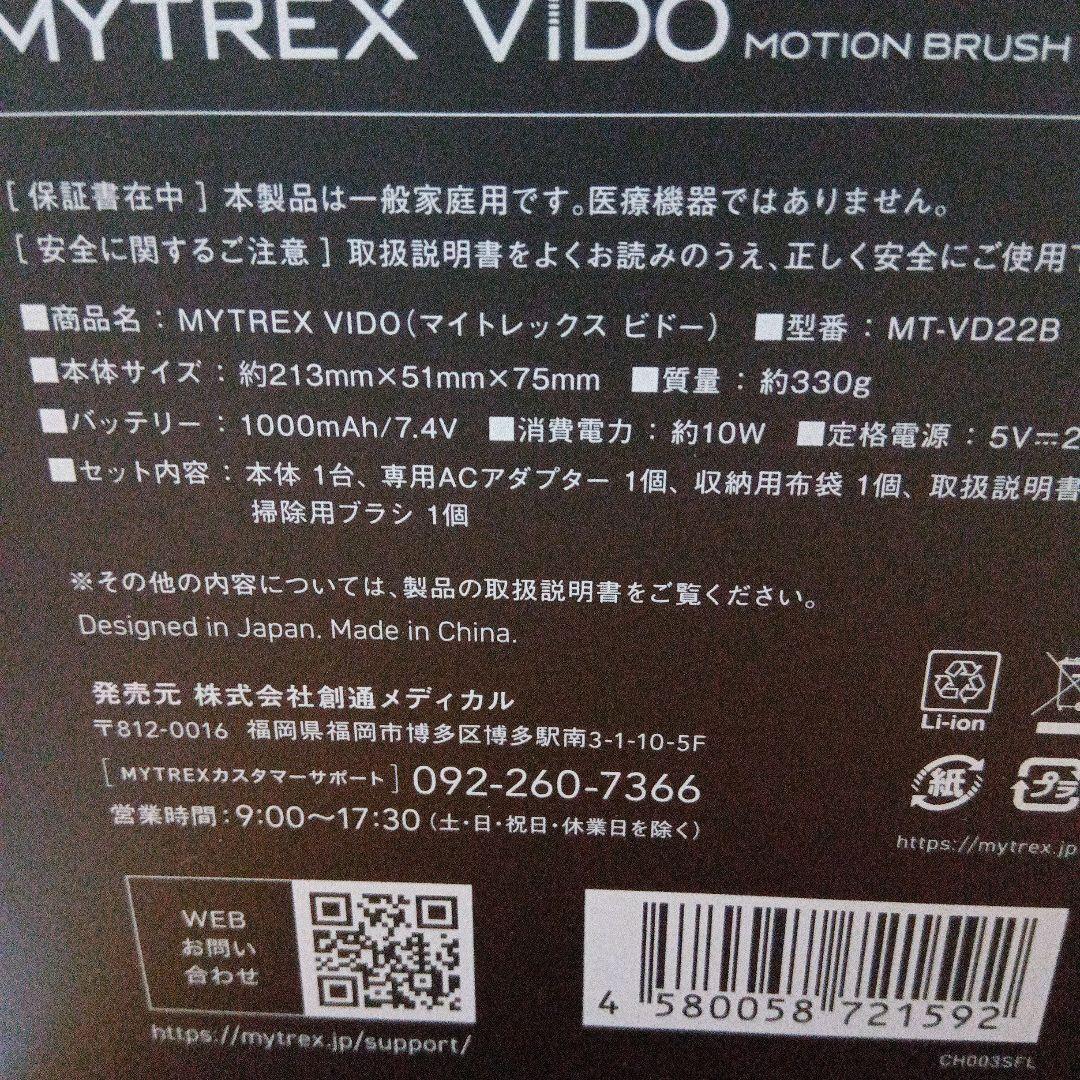 MYTREX ViDO MOTION BRUSH
[ 保証書在中 ] 本製品は一般家庭用です。医療機器ではありません。
[ 安全に関するご注意 ] 取扱説明書をよくお読みのうえ、正しく安全にご使用下
■商品名：MYTREX VIDO（マイトレックス ビドー） ■型番：MT-VD22B
■本体サイズ：約213mm×51mm×75mm ■質量：約330g
■バッテリー：1000mAh/7.4V ■消費電力：約10W ■定格電源：5V⎓2
■セット内容：本体 1台、専用ACアダプター 1個、収納用布袋 1個、取扱説明書
掃除用ブラシ 1個
※その他の内容については、製品の取扱説明書をご覧ください。
Designed in Japan. Made in China.
発売元 株式会社創通メディカル
〒812-0016 福岡県福岡市博多区博多駅南3-1-10-5F
[ MYTREXカスタマーサポート ] 092-260-7366
営業時間：9:00〜17:30（土・日・祝日・休業日を除く）
Li-ion
紙
プラ
https://mytrex.jp
WEB
お問い
合わせ
https://mytrex.jp/support/
4 580058 721592
CH003SFL